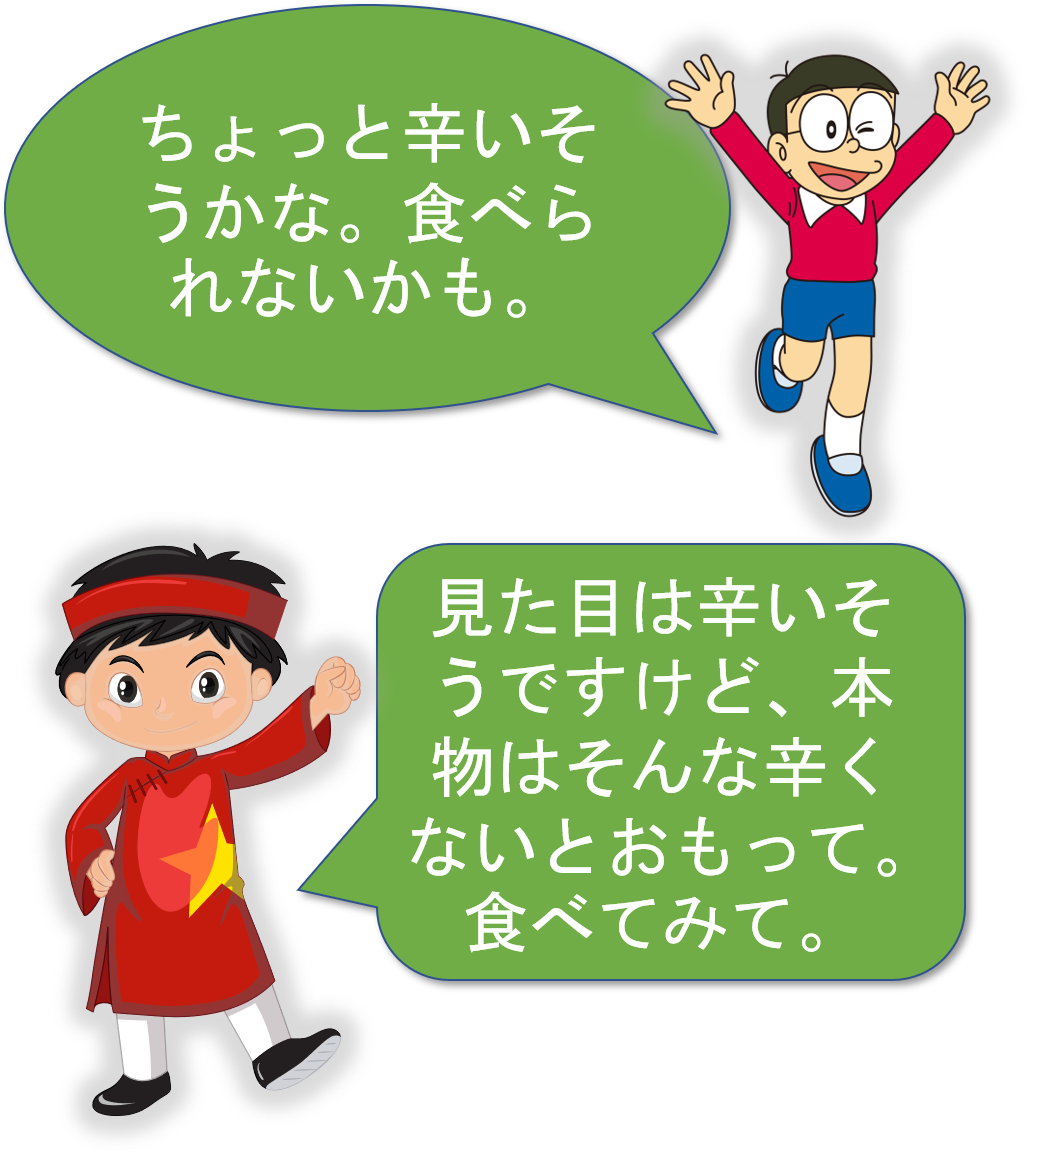 ちょっと辛いそ
うかな。食べら
れないかも。
見た目は辛いそ
うですけど、本
物はそんな辛く
ないとおもって。
食べてみて。